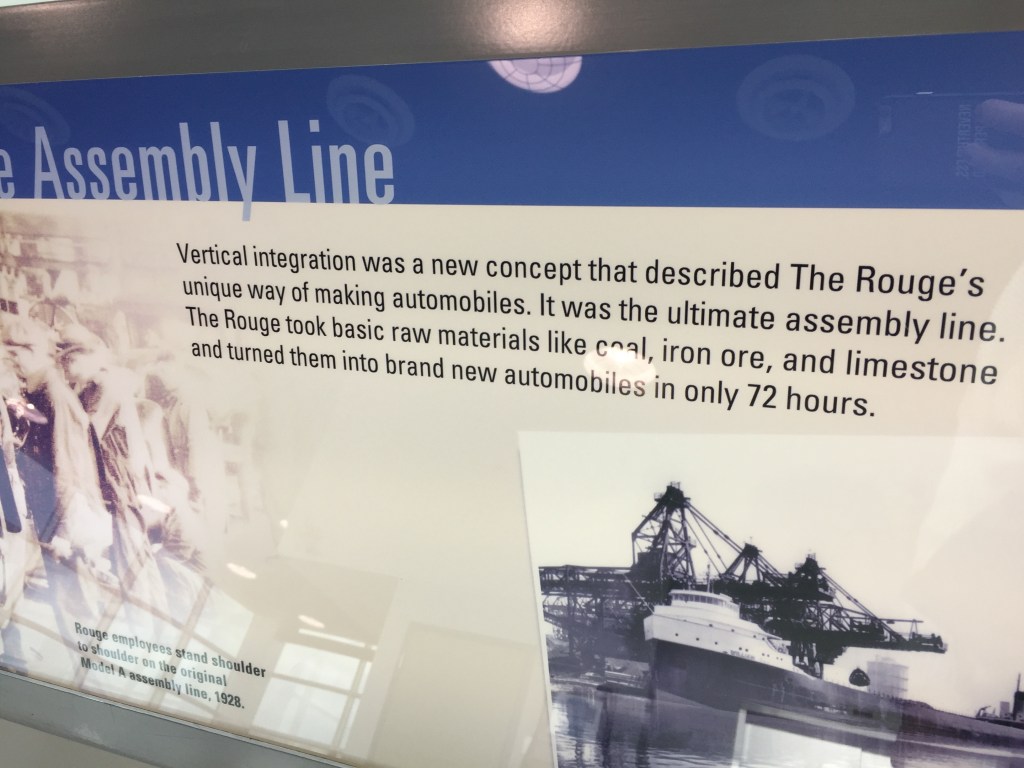 e Assembly Line
Vertical integration was a new concept that described The Rouge's
unique way of making automobiles. It was the ultimate assembly line.
The Rouge took basic raw materials like coal, iron ore, and limestone
and turned them into brand new automobiles in only 72 hours.
Rouge employees stand shoulder
to shoulder on the original
Model A assembly line, 1928.